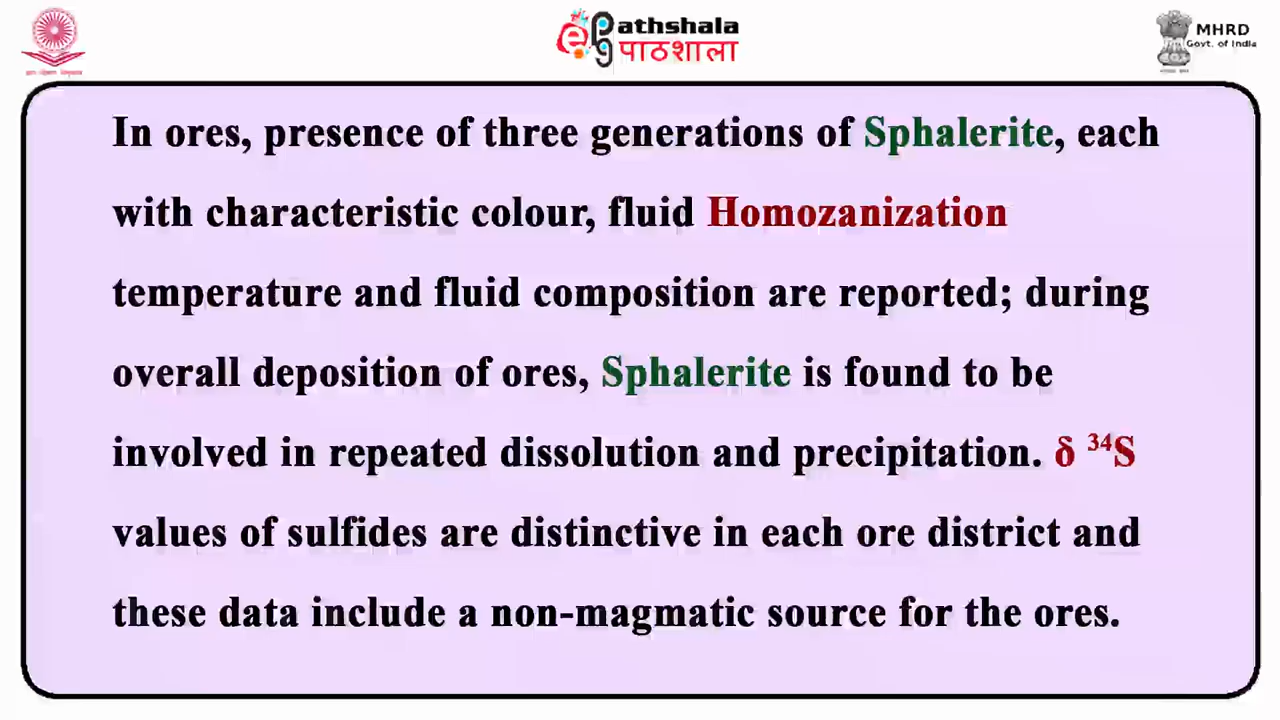 ePathshala
पाठशाला
MHRD
Govt. of India
In ores, presence of three generations of Sphalerite, each
with characteristic colour, fluid Homozanization
temperature and fluid composition are reported; during
overall deposition of ores, Sphalerite is found to be
involved in repeated dissolution and precipitation. δ ³⁴S
values of sulfides are distinctive in each ore district and
these data include a non-magmatic source for the ores.